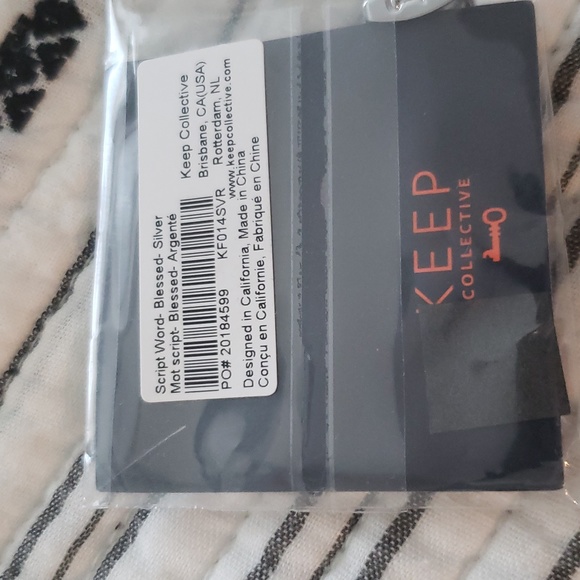 Script Word- Blessed- Silver
Mot script- Blessed- Argenté
Keep Collective
Brisbane, CA(USA)
Rotterdam, NL
www.keepcollective.com
PO# 20184599 KF014SVR
Designed in California, Made in China
Conçu en Californie, Fabriqué en Chine
KEEP
COLLECTIVE